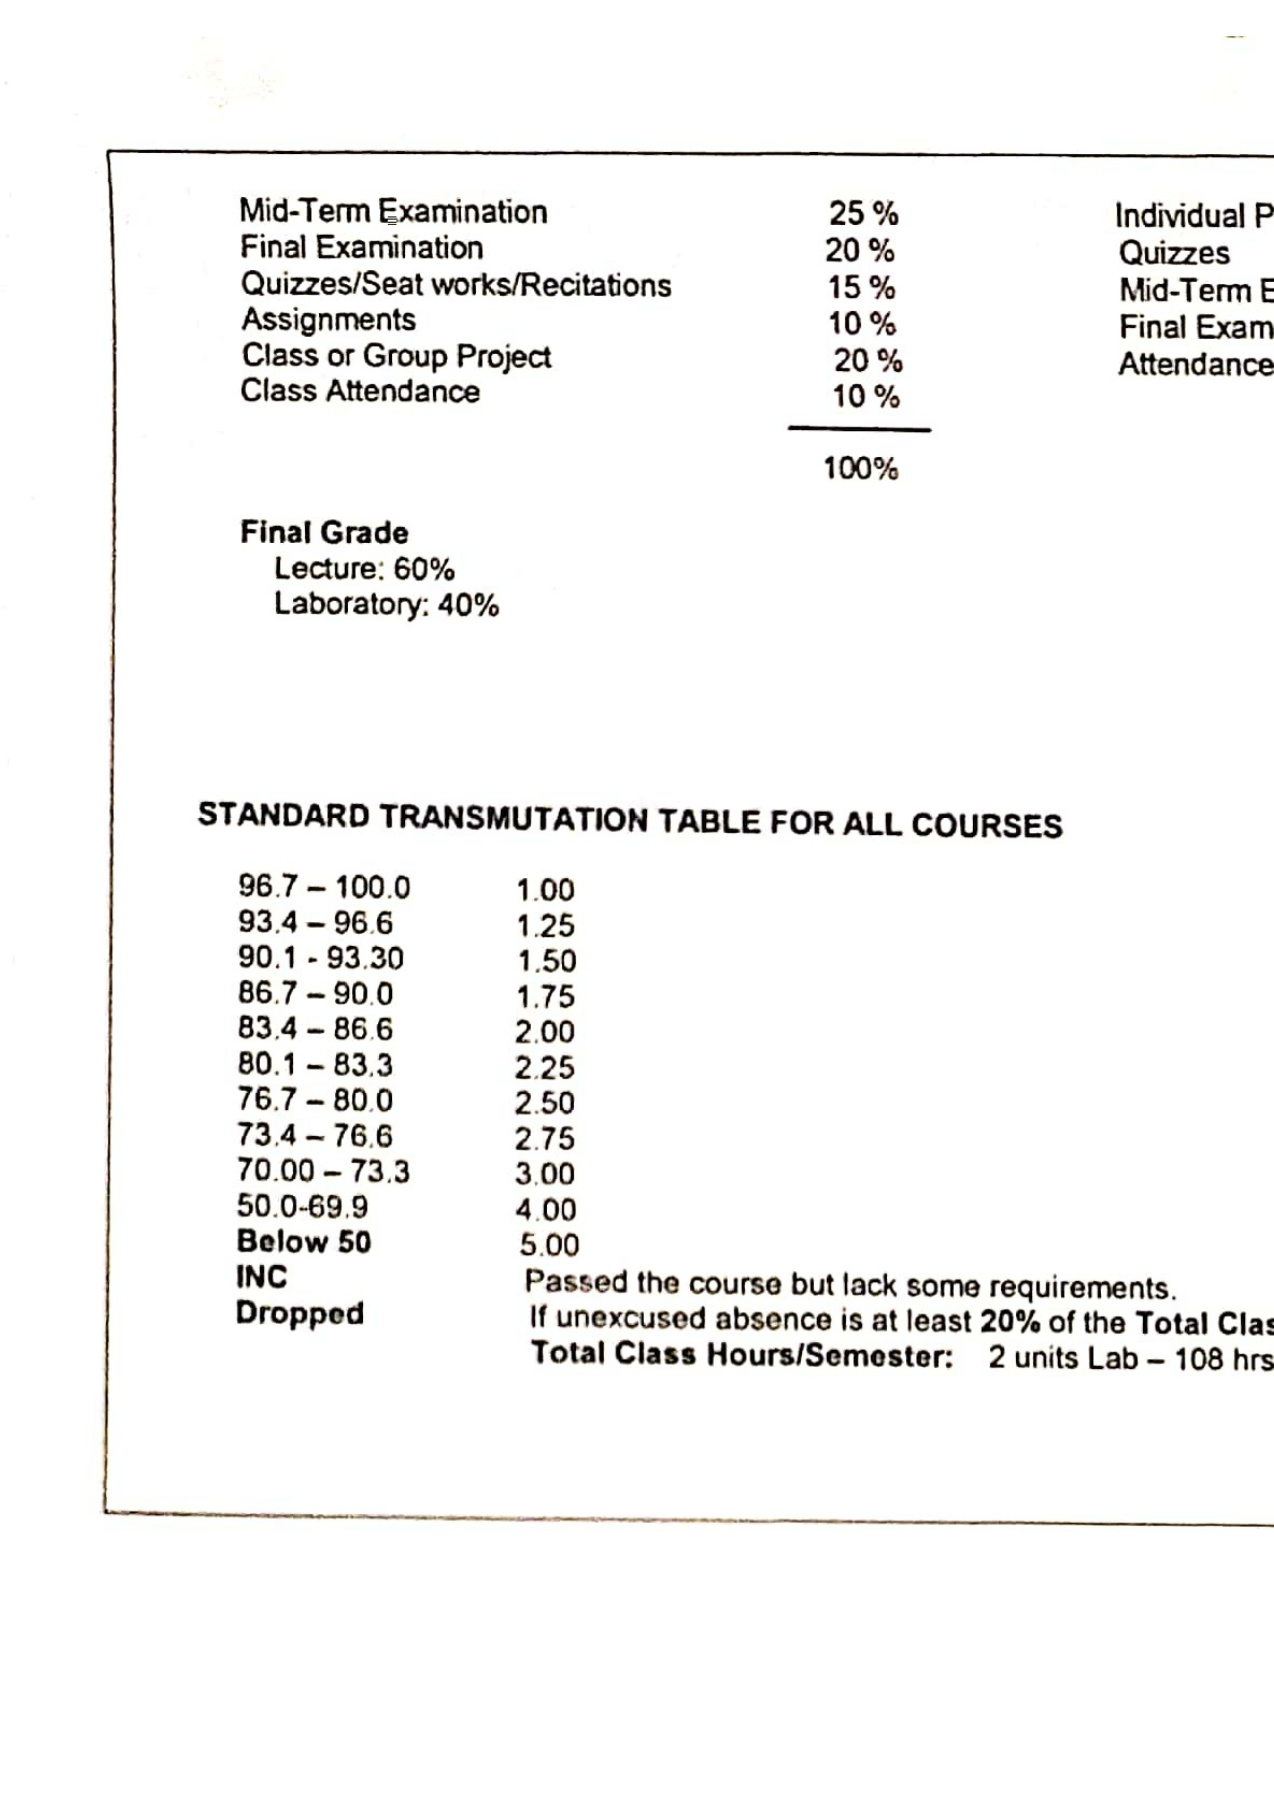 Mid-Term Examination 25 %
Final Examination 20 %
Quizzes/Seat works/Recitations 15 %
Assignments 10 %
Class or Group Project 20 %
Class Attendance 10 %
100%
Individual P
Quizzes
Mid-Term E
Final Exam
Attendance
Final Grade
Lecture: 60%
Laboratory: 40%
STANDARD TRANSMUTATION TABLE FOR ALL COURSES
96.7 – 100.0 1.00
93.4 – 96.6 1.25
90.1 - 93.30 1.50
86.7 – 90.0 1.75
83.4 – 86.6 2.00
80.1 – 83.3 2.25
76.7 – 80.0 2.50
73.4 – 76.6 2.75
70.00 – 73.3 3.00
50.0-69.9 4.00
Below 50 5.00
INC Passed the course but lack some requirements.
Dropped If unexcused absence is at least 20% of the Total Clas
Total Class Hours/Semester: 2 units Lab – 108 hrs